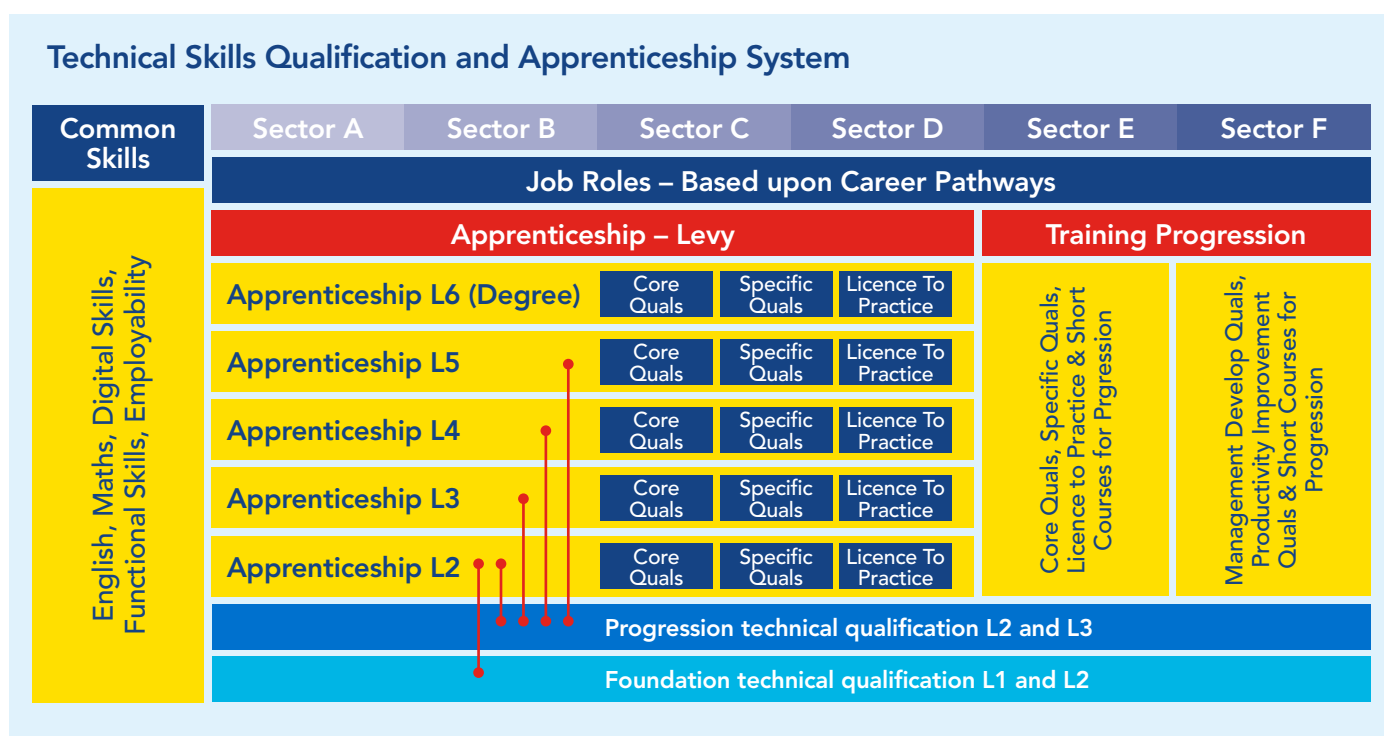 Technical Skills Qualification and Apprenticeship System
Common
Skills
Sector A
Sector B
Sector C
Sector D
Sector E
Sector F
Job Roles – Based upon Career Pathways
Apprenticeship – Levy
Training Progression
English, Maths, Digital Skills,
Functional Skills, Employability
Apprenticeship L6 (Degree)
Core
Quals
Specific
Quals
Licence To
Practice
Apprenticeship L5
Core
Quals
Specific
Quals
Licence To
Practice
Apprenticeship L4
Core
Quals
Specific
Quals
Licence To
Practice
Apprenticeship L3
Core
Quals
Specific
Quals
Licence To
Practice
Apprenticeship L2
Core
Quals
Specific
Quals
Licence To
Practice
Core Quals, Specific Quals,
Licence to Practice & Short
Courses for Prgression
Management Develop Quals,
Productivity Improvement
Quals & Short Courses for
Progression
Progression technical qualification L2 and L3
Foundation technical qualification L1 and L2